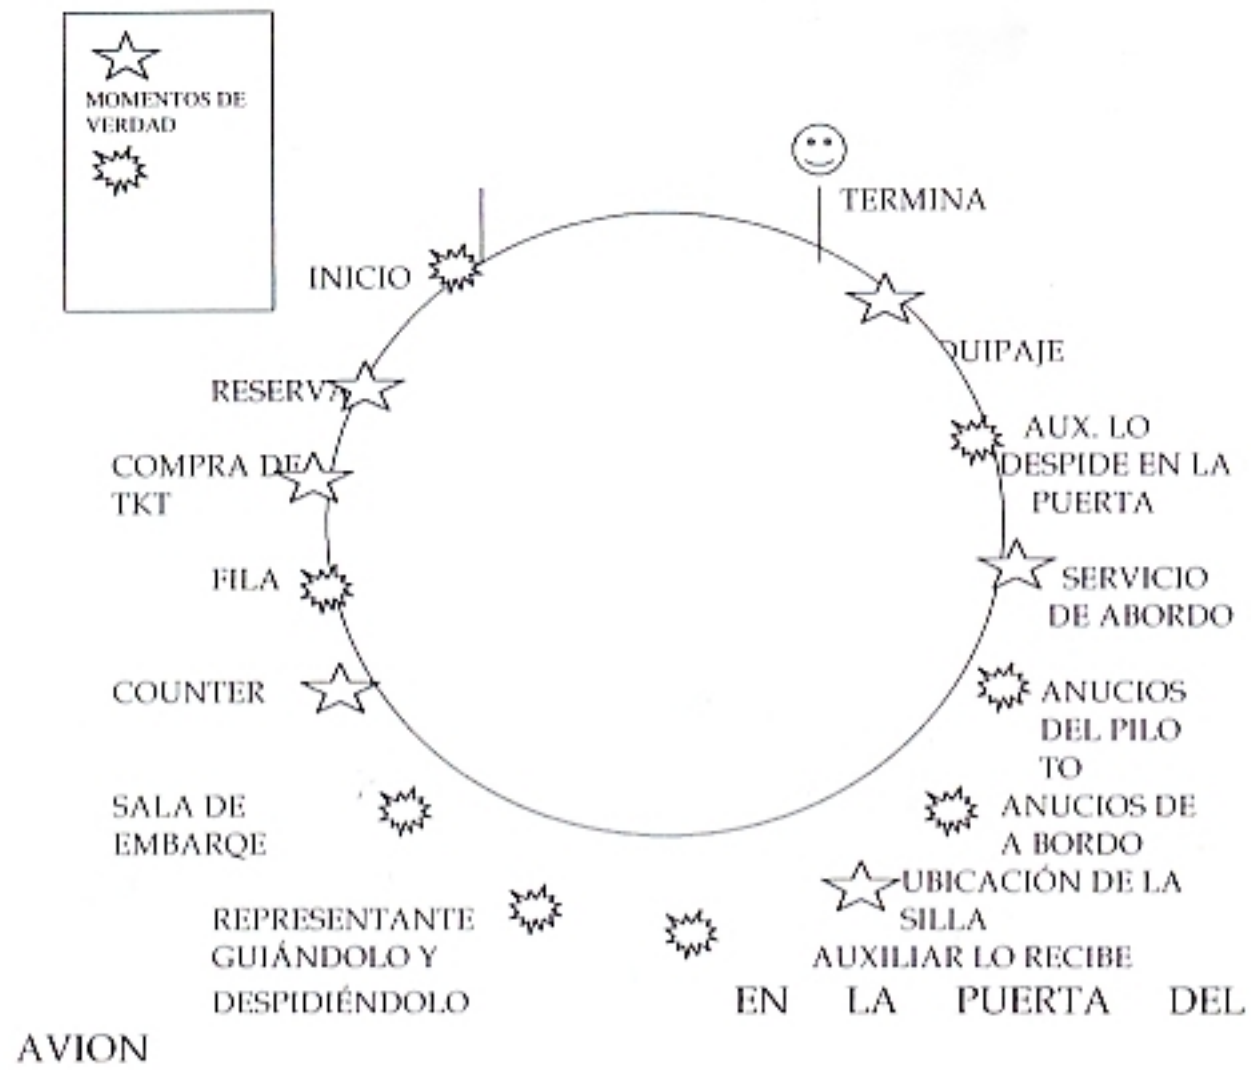 MOMENTOS DE
VERDAD
TERMINA
INICIO
RESERVA
COMPRA DE
TKT
FILA
COUNTER
SALA DE
EMBARQE
REPRESENTANTE
GUIÁNDOLO Y
DESPIDIÉNDOLO
QUIPAJE
AUX. LO
DESPIDE EN LA
PUERTA
SERVICIO
DE ABORDO
ANUCIOS
DEL PILO
TO
ANUCIOS DE
A BORDO
UBICACIÓN DE LA
SILLA
AUXILIAR LO RECIBE
EN LA PUERTA DEL
AVION